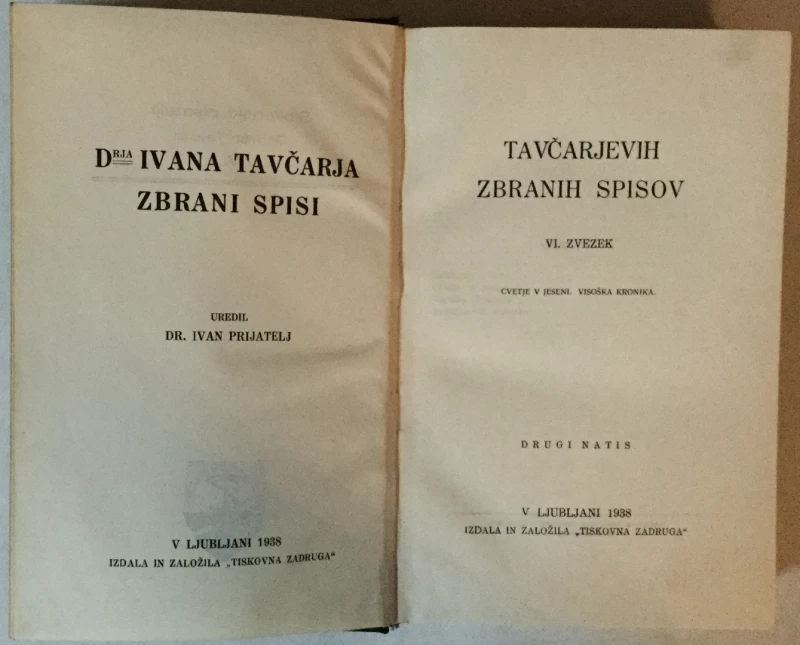 Drja IVANA TAVČARJA
ZBRANI SPISI
UREDIL
DR. IVAN PRIJATELJ
V LJUBLJANI 1938
IZDALA IN ZALOŽILA „TISKOVNA ZADRUGA“
TAVČARJEVIH
ZBRANIH SPISOV
VI. ZVEZEK
CVETJE V JESENI. VISOŠKA KRONIKA.
DRUGI NATIS
V LJUBLJANI 1938
IZDALA IN ZALOŽILA „TISKOVNA ZADRUGA“